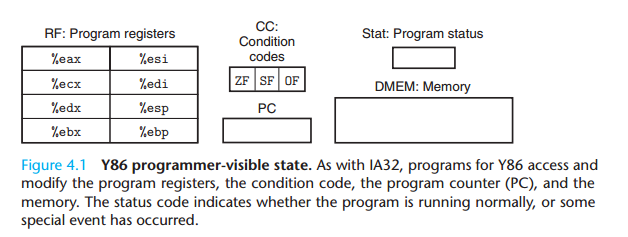 RF: Program registers
%eax %esi
%ecx %edi
%edx %esp
%ebx %ebp
CC:
Condition
codes
ZF SF OF
PC
Stat: Program status
DMEM: Memory
Figure 4.1 Y86 programmer-visible state. As with IA32, programs for Y86 access and
modify the program registers, the condition code, the program counter (PC), and the
memory. The status code indicates whether the program is running normally, or some
special event has occurred.